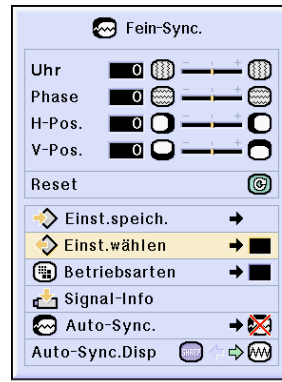 Fein-Sync.
Uhr 0 - +
Phase 0 - +
H-Pos. 0 - +
V-Pos. 0 - +
Reset
Einst.speich.
Einst.wählen
Betriebsarten
Signal-Info
Auto-Sync.
Auto-Sync.Disp SHARP